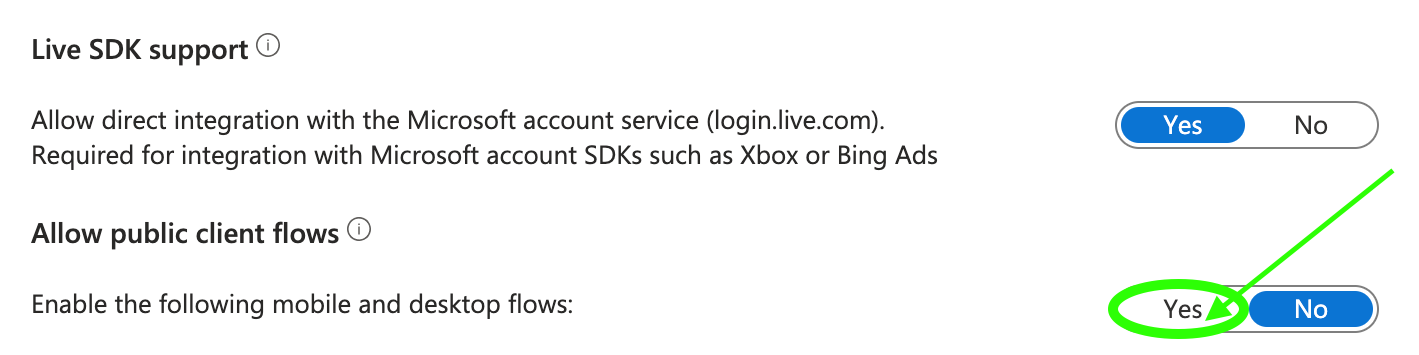 Live SDK support
Allow direct integration with the Microsoft account service (login.live.com).
Required for integration with Microsoft account SDKs such as Xbox or Bing Ads
Yes No
Allow public client flows
Enable the following mobile and desktop flows:
Yes No